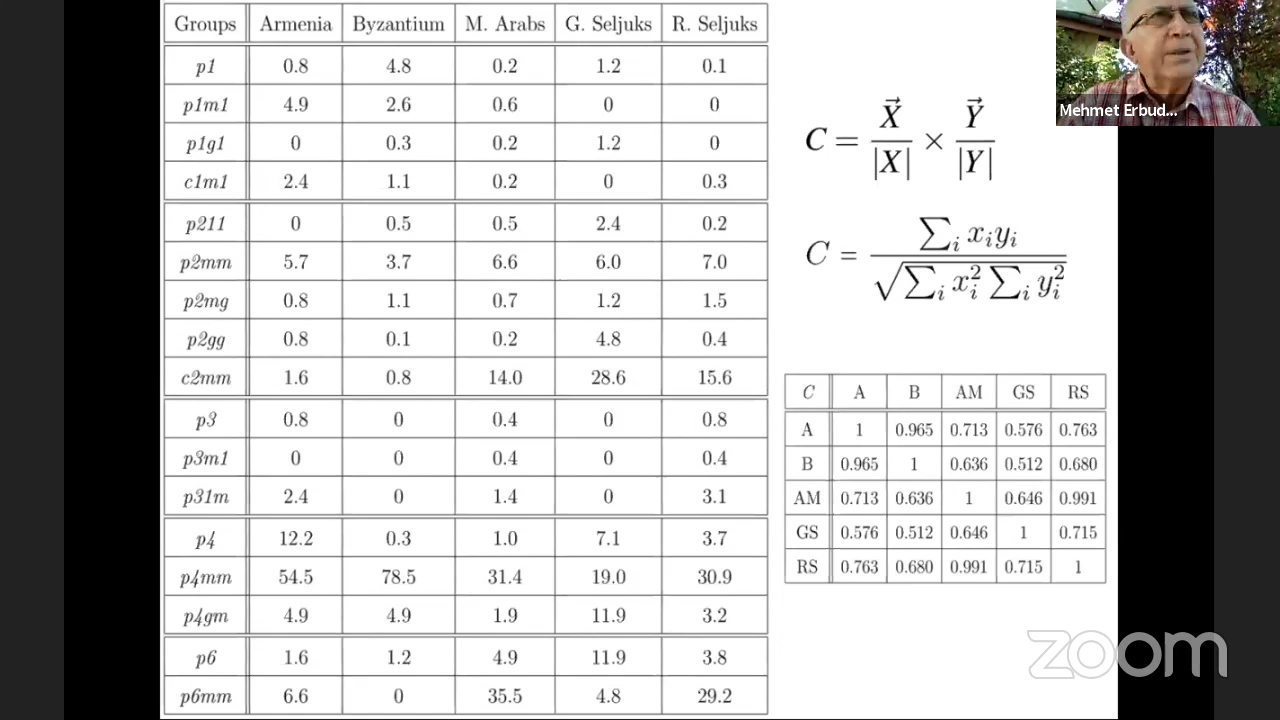 Groups Armenia Byzantium M. Arabs G. Seljuks R. Seljuks
p1 0.8 4.8 0.2 1.2 0.1
p1m1 4.9 2.6 0.6 0 0
p1g1 0 0.3 0.2 1.2 0
c1m1 2.4 1.1 0.2 0 0.3
p211 0 0.5 0.5 2.4 0.2
p2mm 5.7 3.7 6.6 6.0 7.0
p2mg 0.8 1.1 0.7 1.2 1.5
p2gg 0.8 0.1 0.2 4.8 0.4
c2mm 1.6 0.8 14.0 28.6 15.6
p3 0.8 0 0.4 0 0.8
p3m1 0 0 0.4 0 0.4
p31m 2.4 0 1.4 0 3.1
p4 12.2 0.3 1.0 7.1 3.7
p4mm 54.5 78.5 31.4 19.0 30.9
p4gm 4.9 4.9 1.9 11.9 3.2
p6 1.6 1.2 4.9 11.9 3.8
p6mm 6.6 0 35.5 4.8 29.2
Mehmet Erbud...
C = X⃗/|X| × Y⃗/|Y|
C = ∑ᵢ xᵢyᵢ / √(∑ᵢ xᵢ² ∑ᵢ yᵢ²)
C A B AM GS RS
A 1 0.965 0.713 0.576 0.763
B 0.965 1 0.636 0.512 0.680
AM 0.713 0.636 1 0.646 0.991
GS 0.576 0.512 0.646 1 0.715
RS 0.763 0.680 0.991 0.715 1
zoom